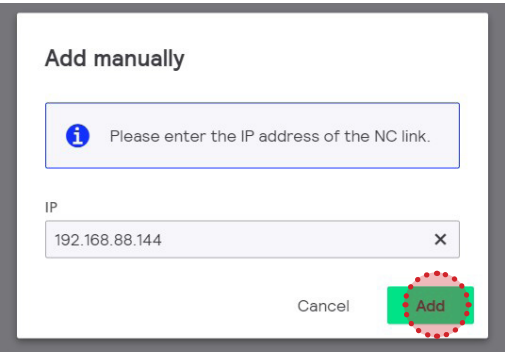 Add manually
Please enter the IP address of the NC link.
IP
192.168.88.144
Cancel
Add